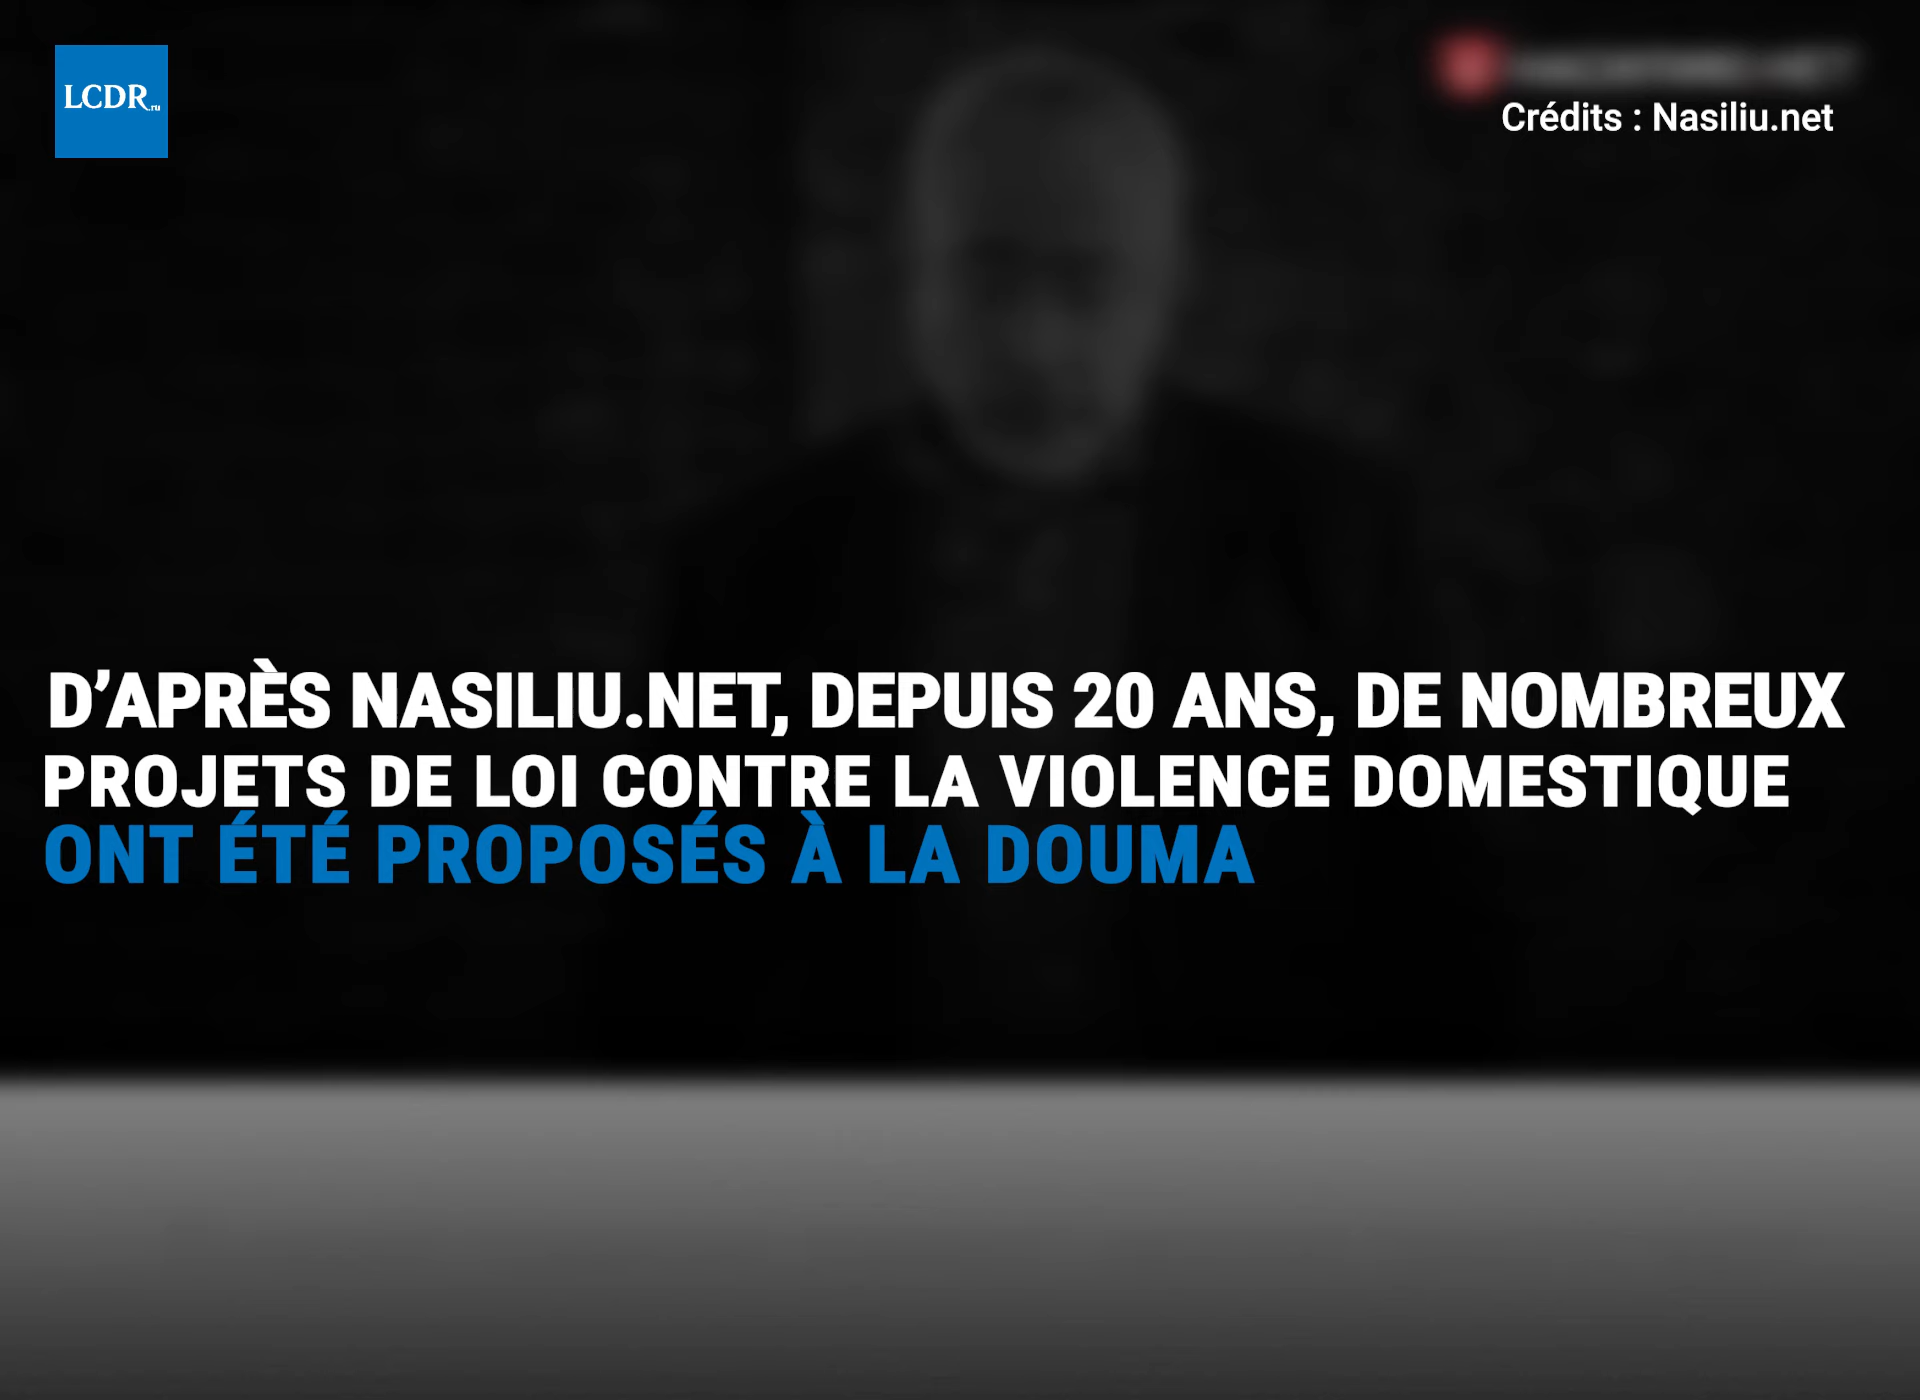 LCDR.ru
Crédits : Nasiliu.net
D’APRÈS NASILIU.NET, DEPUIS 20 ANS, DE NOMBREUX
PROJETS DE LOI CONTRE LA VIOLENCE DOMESTIQUE
ONT ÉTÉ PROPOSÉS À LA DOUMA